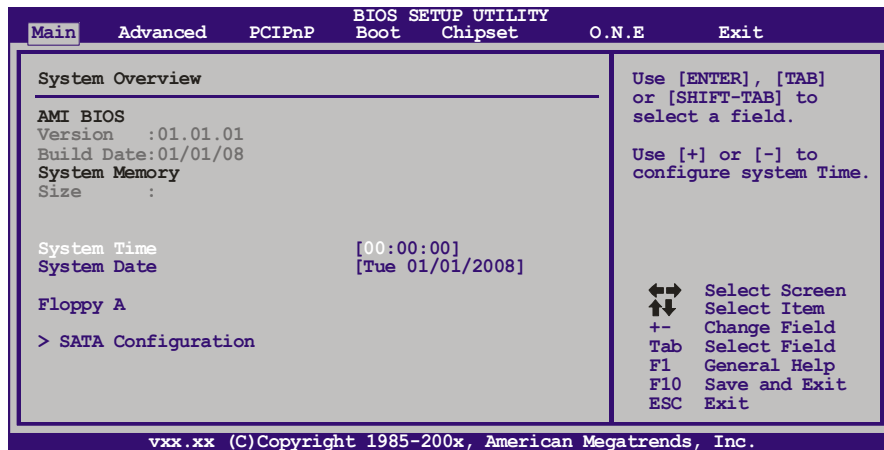 BIOS SETUP UTILITY
Main Advanced PCIPnP Boot Chipset O.N.E Exit
System Overview
AMI BIOS
Version :01.01.01
Build Date:01/01/08
System Memory
Size :
System Time [00:00:00]
System Date [Tue 01/01/2008]
Floppy A
> SATA Configuration
Use [ENTER], [TAB]
or [SHIFT-TAB] to
select a field.
Use [+] or [-] to
configure system Time.
Select Screen
Select Item
+- Change Field
Tab Select Field
F1 General Help
F10 Save and Exit
ESC Exit
vxx.xx (C)Copyright 1985-200x, American Megatrends, Inc.